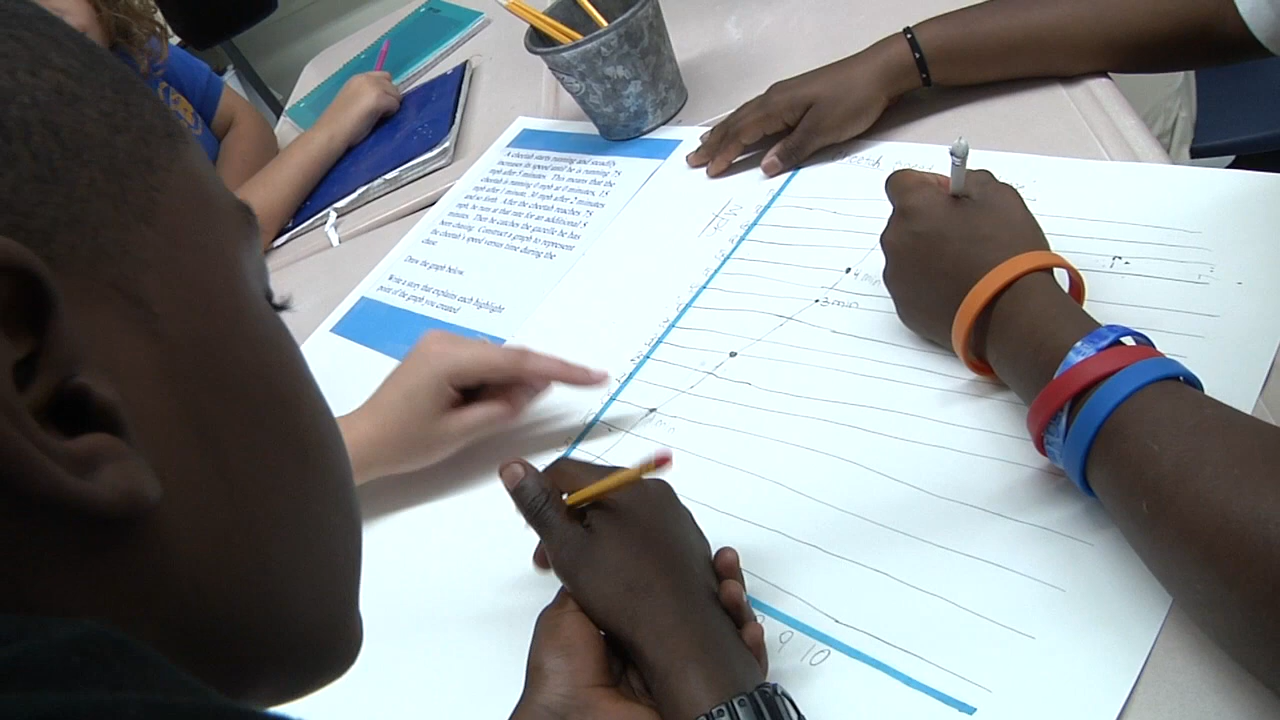 A cheetah starts running and steadily
increases its speed until he is running 75
mph after 5 minutes. This means that the
cheetah is running 0 mph at 0 minutes, 15
mph after 1 minute, 30 mph after 2 minutes
and so forth. After the cheetah reaches 75
mph, he runs at that rate for an additional 5
minutes. Then he catches the gazelle he has
been chasing. Construct a graph to represent
the cheetah's speed versus time during the
chase.
Draw the graph below.
Write a story that explains each highlight
point of the graph you created
4 min
3 min
9 10